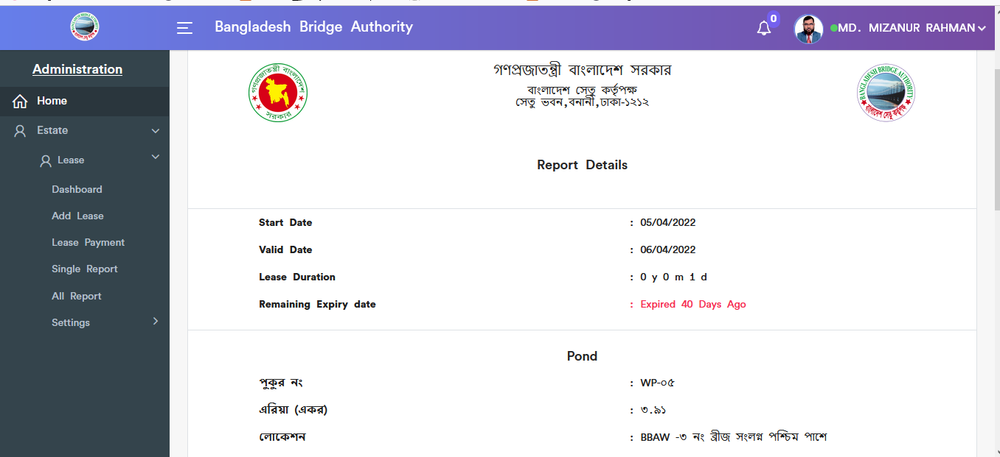 Bangladesh Bridge Authority
0
MD. MIZANUR RAHMAN
Administration
Home
Estate
Lease
Dashboard
Add Lease
Lease Payment
Single Report
All Report
Settings
গণপ্রজাতন্ত্রী বাংলাদেশ সরকার
বাংলাদেশ সেতু কর্তৃপক্ষ
সেতু ভবন,বনানী,ঢাকা-১২১২
গণপ্রজাতন্ত্রী বাংলাদেশ
সরকার
BANGLADESH BRIDGE AUTHORITY
বাংলাদেশ সেতু কর্তৃপক্ষ
Report Details
Start Date : 05/04/2022
Valid Date : 06/04/2022
Lease Duration : 0 y 0 m 1 d
Remaining Expiry date : Expired 40 Days Ago
Pond
পুকুর নং : WP-০৫
এরিয়া (একর) : ৩.৯১
লোকেশন : BBAW -৩ নং ব্রীজ সংলগ্ন পশ্চিম পাশে